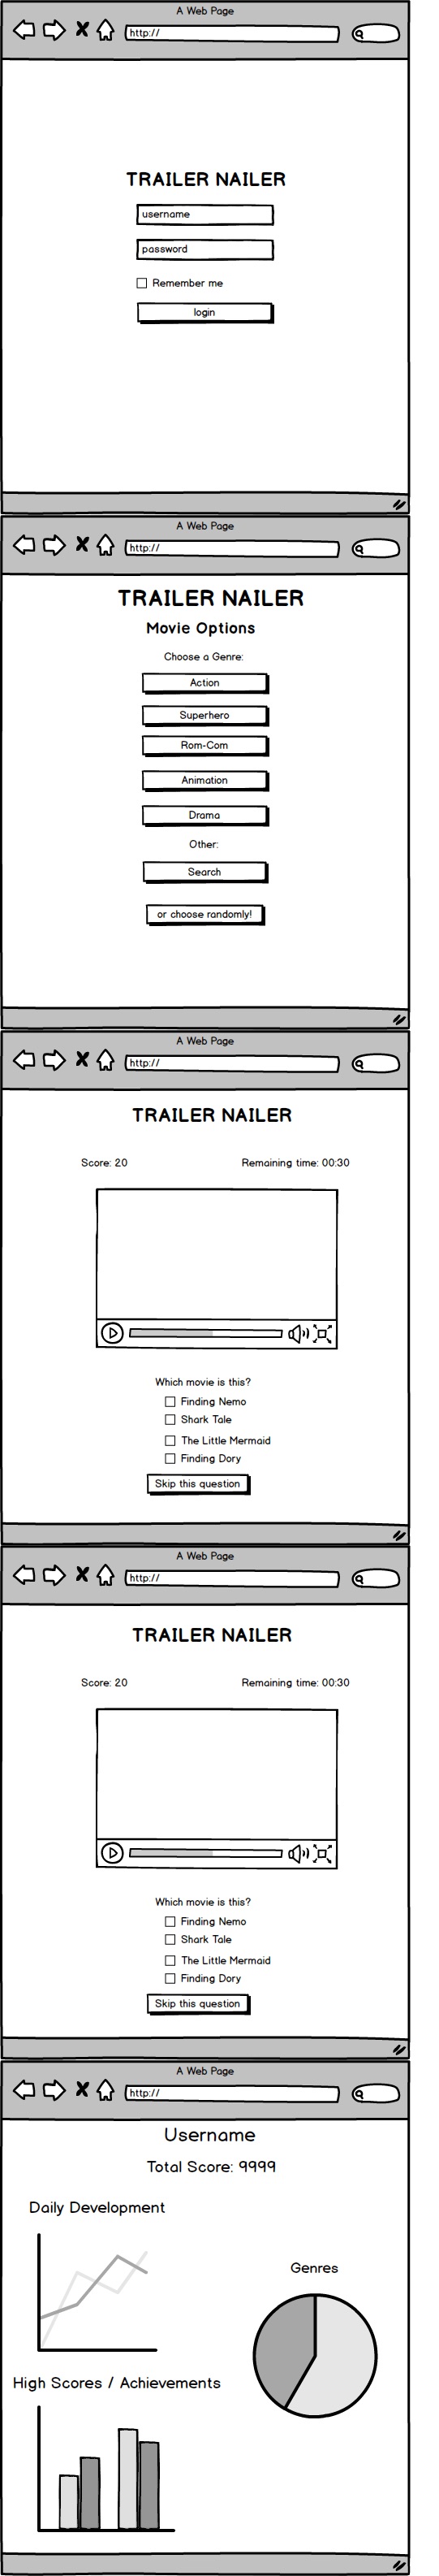 A Web Page
http://
TRAILER NAILER
username
password
Remember me
login
A Web Page
http://
TRAILER NAILER
Movie Options
Choose a Genre:
Action
Superhero
Rom-Com
Animation
Drama
Other:
Search
or choose randomly!
A Web Page
http://
TRAILER NAILER
Score: 20 Remaining time: 00:30
Which movie is this?
Finding Nemo
Shark Tale
The Little Mermaid
Finding Dory
Skip this question
A Web Page
http://
TRAILER NAILER
Score: 20 Remaining time: 00:30
Which movie is this?
Finding Nemo
Shark Tale
The Little Mermaid
Finding Dory
Skip this question
A Web Page
http://
Username
Total Score: 9999
Daily Development
Genres
High Scores / Achievements